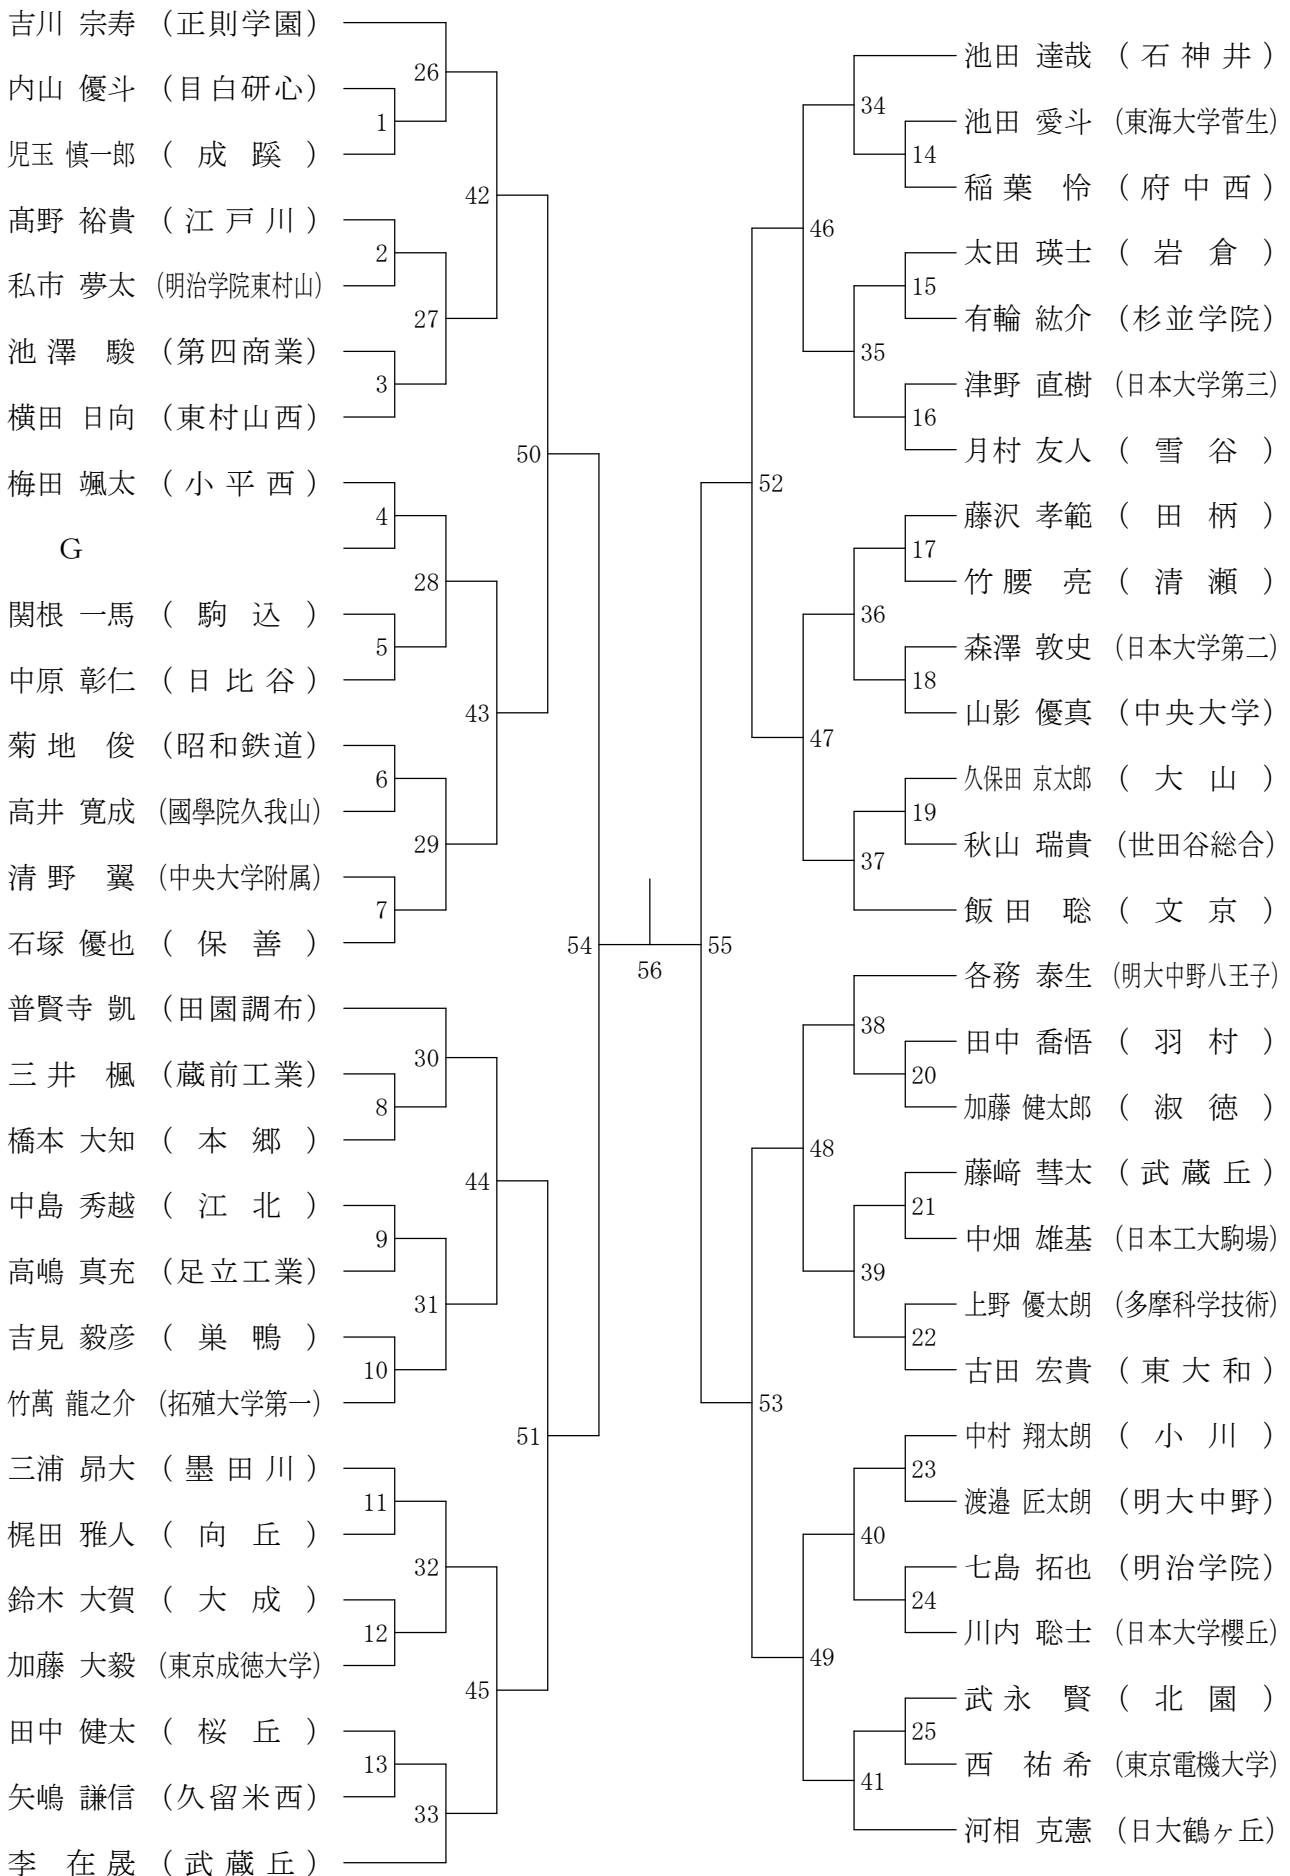 吉川 宗寿 (正則学園)
内山 優斗 (目白研心)
児玉 慎一郎 (成蹊)
髙野 裕貴 (江戸川)
私市 夢太 (明治学院東村山)
池澤 駿 (第四商業)
横田 日向 (東村山西)
梅田 颯太 (小平西)
G
関根 一馬 (駒込)
中原 彰仁 (日比谷)
菊地 俊 (昭和鉄道)
高井 寛成 (國學院久我山)
清野 翼 (中央大学附属)
石塚 優也 (保善)
普賢寺 凱 (田園調布)
三井 楓 (蔵前工業)
橋本 大知 (本郷)
中島 秀越 (江北)
高嶋 真充 (足立工業)
吉見 毅彦 (巣鴨)
竹萬 龍之介 (拓殖大学第一)
三浦 昴大 (墨田川)
梶田 雅人 (向丘)
鈴木 大賀 (大成)
加藤 大毅 (東京成徳大学)
田中 健太 (桜丘)
矢嶋 謙信 (久留米西)
李 在晟 (武蔵丘)
1
2
3
4
5
6
7
8
9
10
11
12
13
26
27
28
29
30
31
32
33
42
43
44
45
50
51
54
56
55
52
53
46
47
48
49
34
35
36
37
38
39
40
41
14
15
16
17
18
19
20
21
22
23
24
25
池田 達哉 (石神井)
池田 愛斗 (東海大学菅生)
稲葉 怜 (府中西)
太田 瑛士 (岩倉)
有輪 紘介 (杉並学院)
津野 直樹 (日本大学第三)
月村 友人 (雪谷)
藤沢 孝範 (田柄)
竹腰 亮 (清瀬)
森澤 敦史 (日本大学第二)
山影 優真 (中央大学)
久保田 京太郎 (大山)
秋山 瑞貴 (世田谷総合)
飯田 聡 (文京)
各務 泰生 (明大中野八王子)
田中 喬悟 (羽村)
加藤 健太郎 (淑徳)
藤﨑 彗太 (武蔵丘)
中畑 雄基 (日本工大駒場)
上野 優太朗 (多摩科学技術)
古田 宏貴 (東大和)
中村 翔太朗 (小川)
渡邉 匠太朗 (明大中野)
七島 拓也 (明治学院)
川内 聡士 (日本大学櫻丘)
武永 賢 (北園)
西 祐希 (東京電機大学)
河相 克憲 (日大鶴ヶ丘)